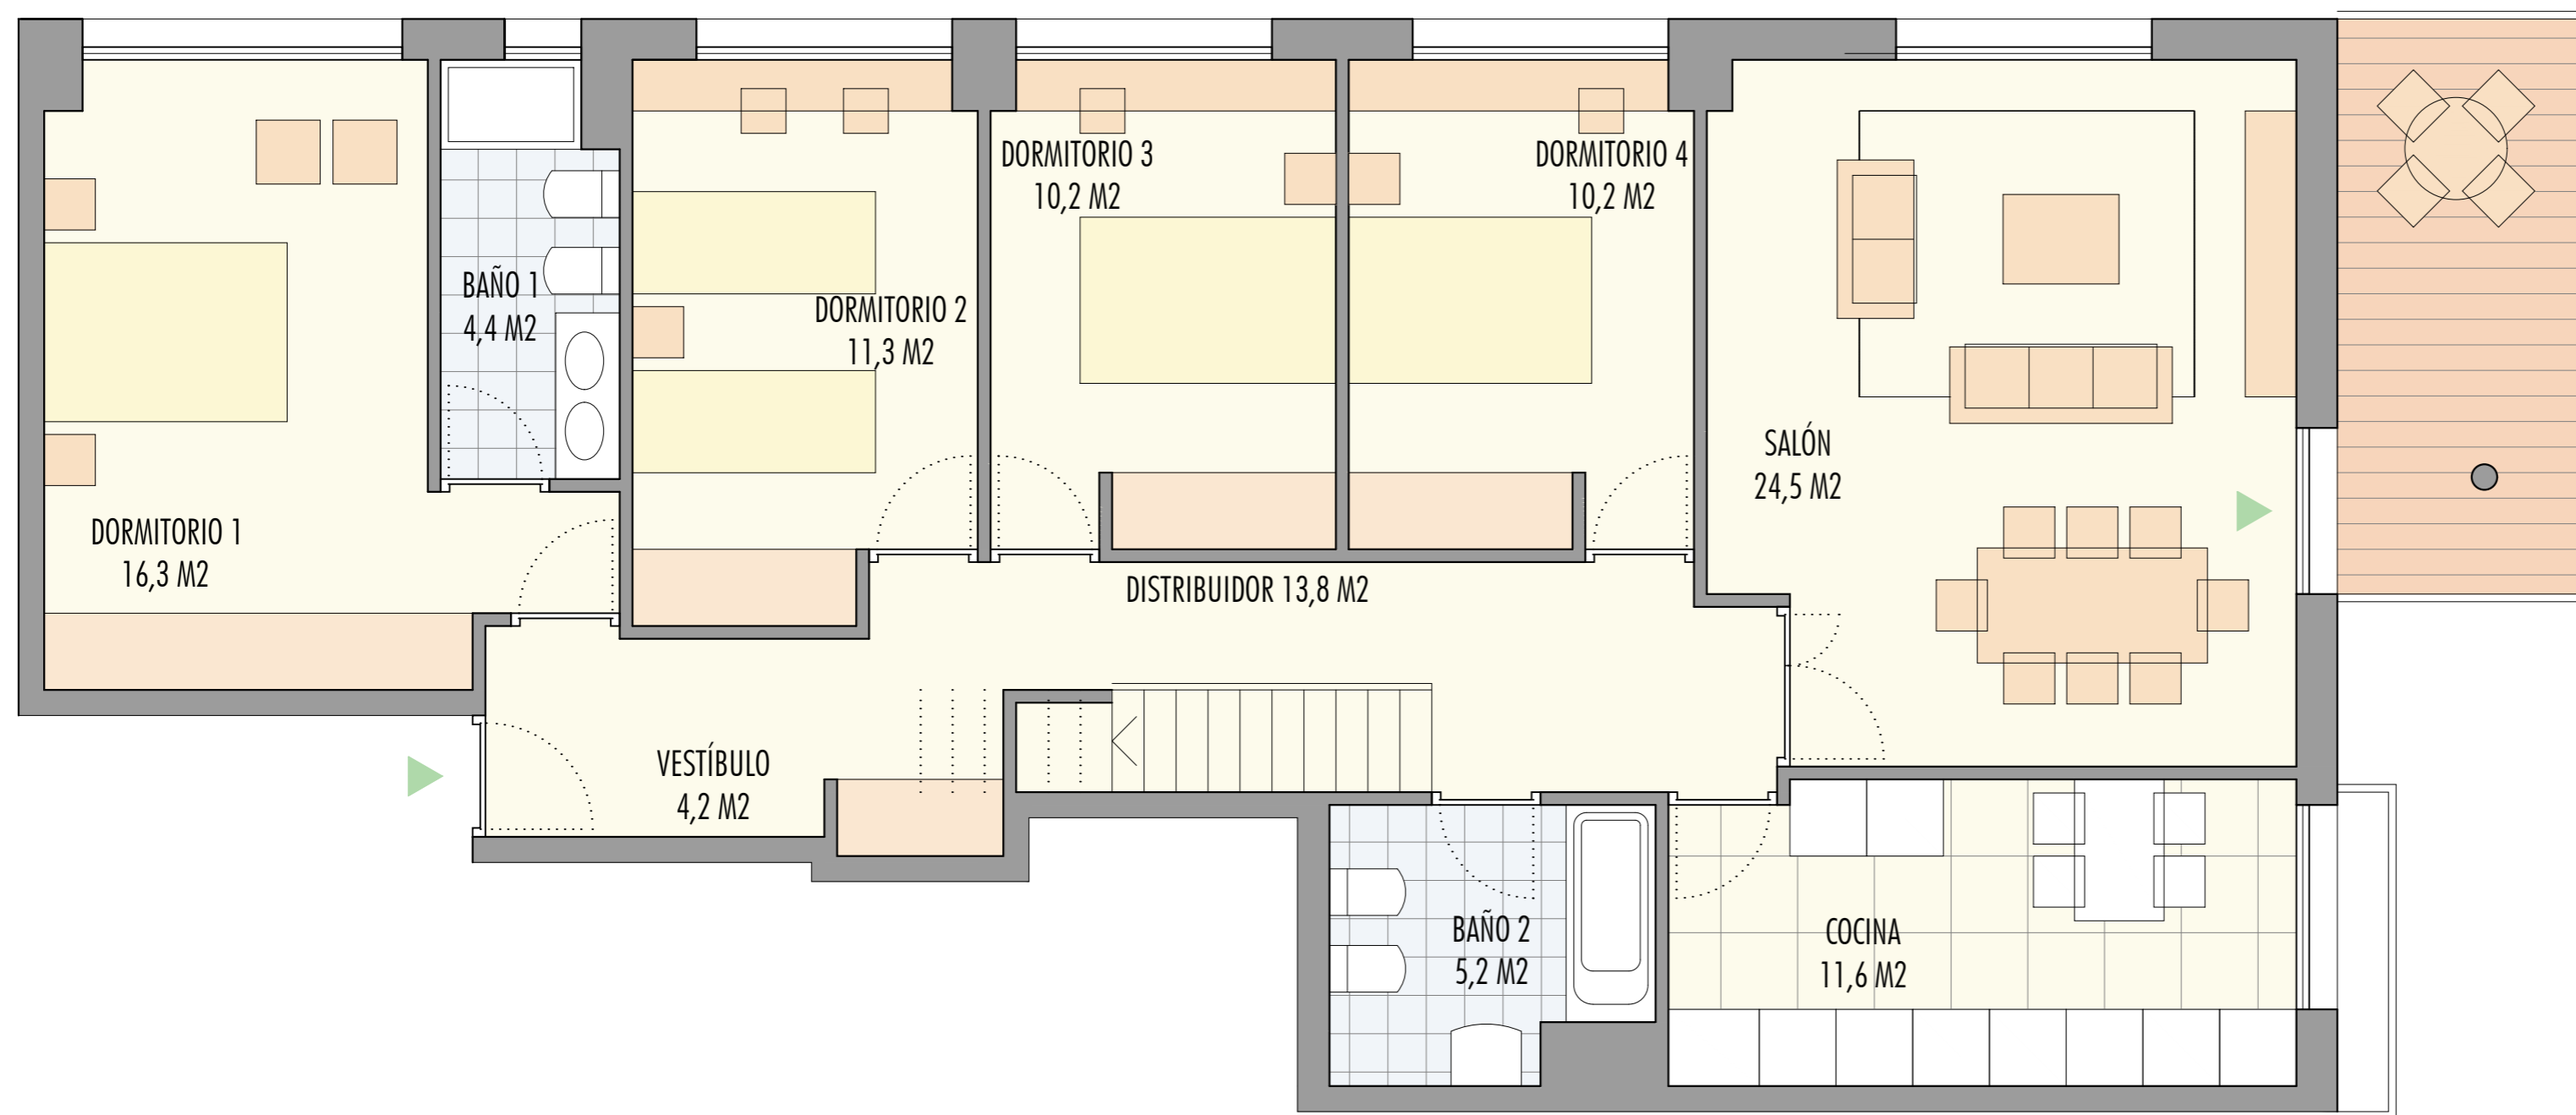 DORMITORIO 1
16,3 M2
BAÑO 1
4,4 M2
DORMITORIO 2
11,3 M2
DORMITORIO 3
10,2 M2
DORMITORIO 4
10,2 M2
SALÓN
24,5 M2
DISTRIBUIDOR 13,8 M2
VESTÍBULO
4,2 M2
BAÑO 2
5,2 M2
COCINA
11,6 M2